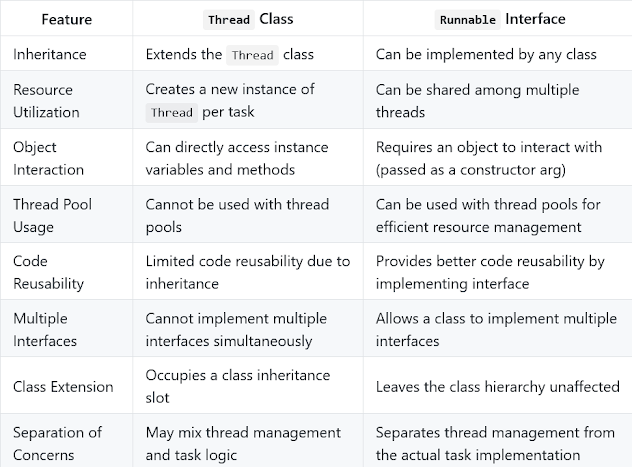 Feature Thread Class Runnable Interface
Inheritance Extends the Thread class Can be implemented by any class
Resource Utilization Creates a new instance of Thread per task Can be shared among multiple threads
Object Interaction Can directly access instance variables and methods Requires an object to interact with (passed as a constructor arg)
Thread Pool Usage Cannot be used with thread pools Can be used with thread pools for efficient resource management
Code Reusability Limited code reusability due to inheritance Provides better code reusability by implementing interface
Multiple Interfaces Cannot implement multiple interfaces simultaneously Allows a class to implement multiple interfaces
Class Extension Occupies a class inheritance slot Leaves the class hierarchy unaffected
Separation of Concerns May mix thread management and task logic Separates thread management from the actual task implementation